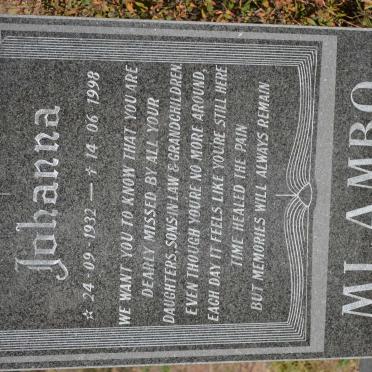 Johanna
☆ 24 . 09 . 1932 — † 14 . 06 1998
WE WANT YOU TO KNOW THAT YOU ARE
DEARLY MISSED BY ALL YOUR
DAUGHTERS, SONS IN LAW & GRANDCHILDREN.
EVEN THOUGH YOU'RE NO MORE AROUND,
EACH DAY IT FEELS LIKE YOU'RE STILL HERE
TIME HEALED THE PAIN
BUT MEMORIES WILL ALWAYS REMAIN
MLAMBO